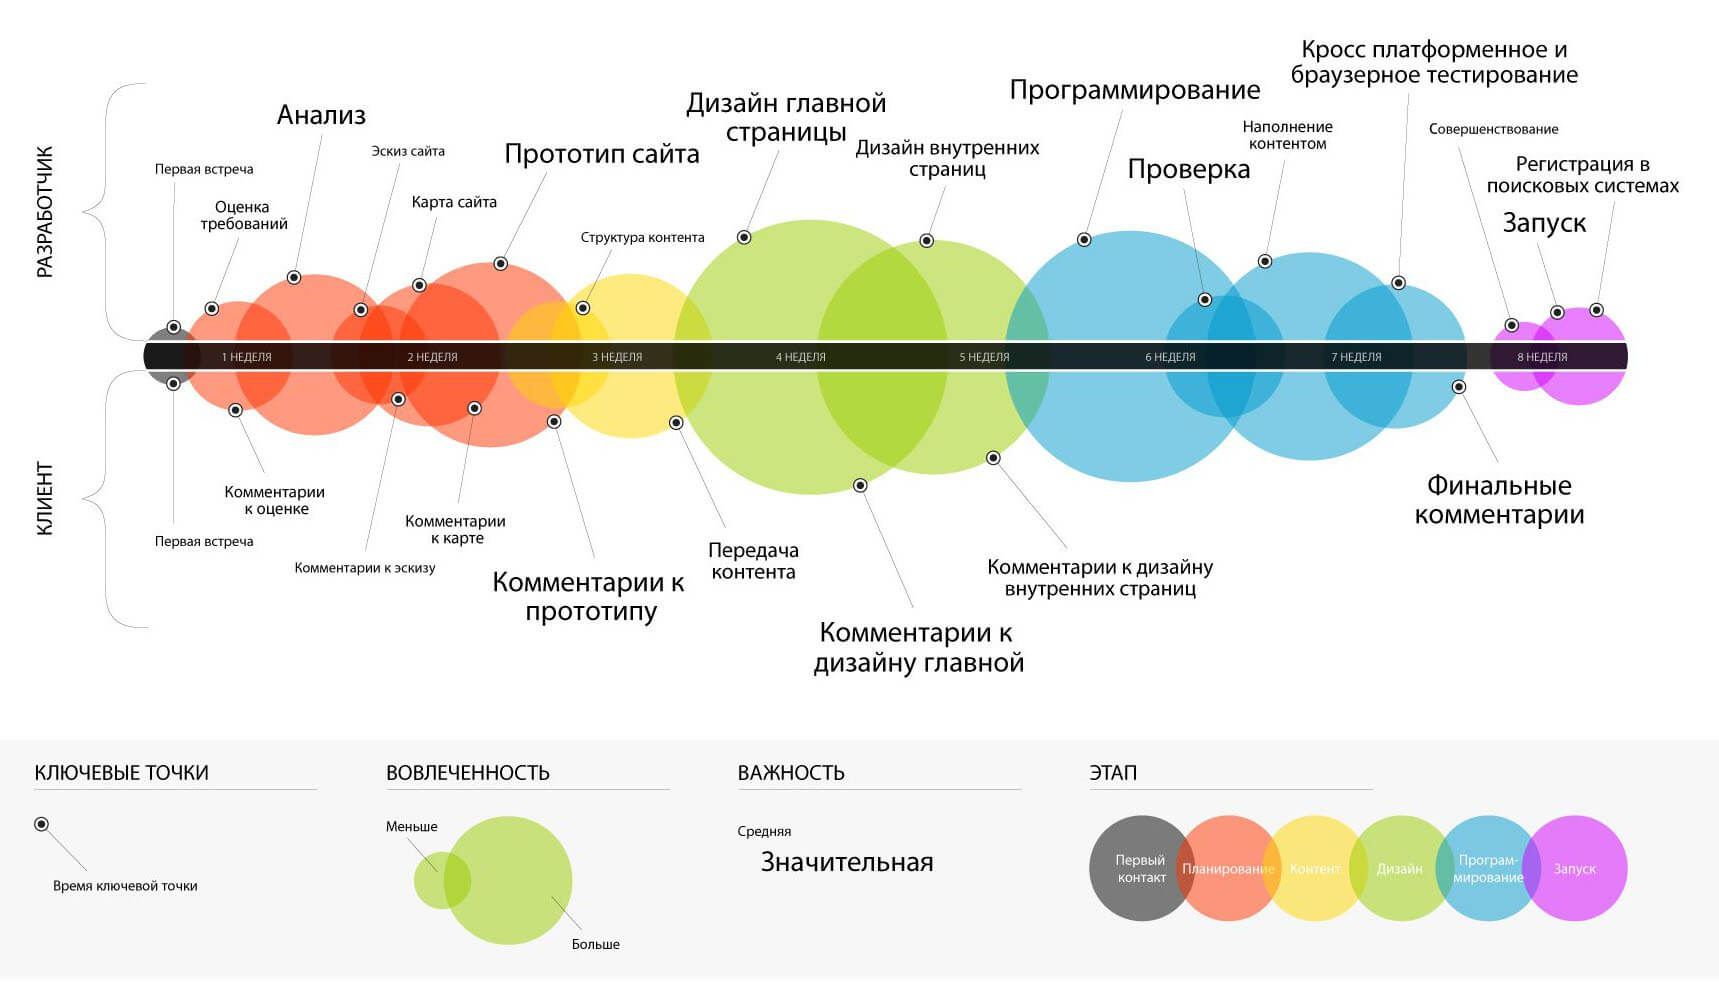 РАЗРАБОТЧИК
Первая встреча
Оценка
требований
Анализ
Эскиз сайта
Карта сайта
Прототип сайта
Структура контента
Дизайн главной
страницы
Дизайн внутренних
страниц
Программирование
Проверка
Наполнение
контентом
Кросс платформенное и
браузерное тестирование
Совершенствование
Запуск
Регистрация в
поисковых системах
1 НЕДЕЛЯ
2 НЕДЕЛЯ
3 НЕДЕЛЯ
4 НЕДЕЛЯ
5 НЕДЕЛЯ
6 НЕДЕЛЯ
7 НЕДЕЛЯ
8 НЕДЕЛЯ
КЛИЕНТ
Первая встреча
Комментарии
к оценке
Комментарии к эскизу
Комментарии
к карте
Комментарии к
прототипу
Передача
контента
Комментарии к
дизайну главной
Комментарии к дизайну
внутренних страниц
Финальные
комментарии
КЛЮЧЕВЫЕ ТОЧКИ
Время ключевой точки
ВОВЛЕЧЕННОСТЬ
Меньше
Больше
ВАЖНОСТЬ
Средняя
Значительная
ЭТАП
Первый
контакт
Планирование
Контент
Дизайн
Програм-
мирование
Запуск